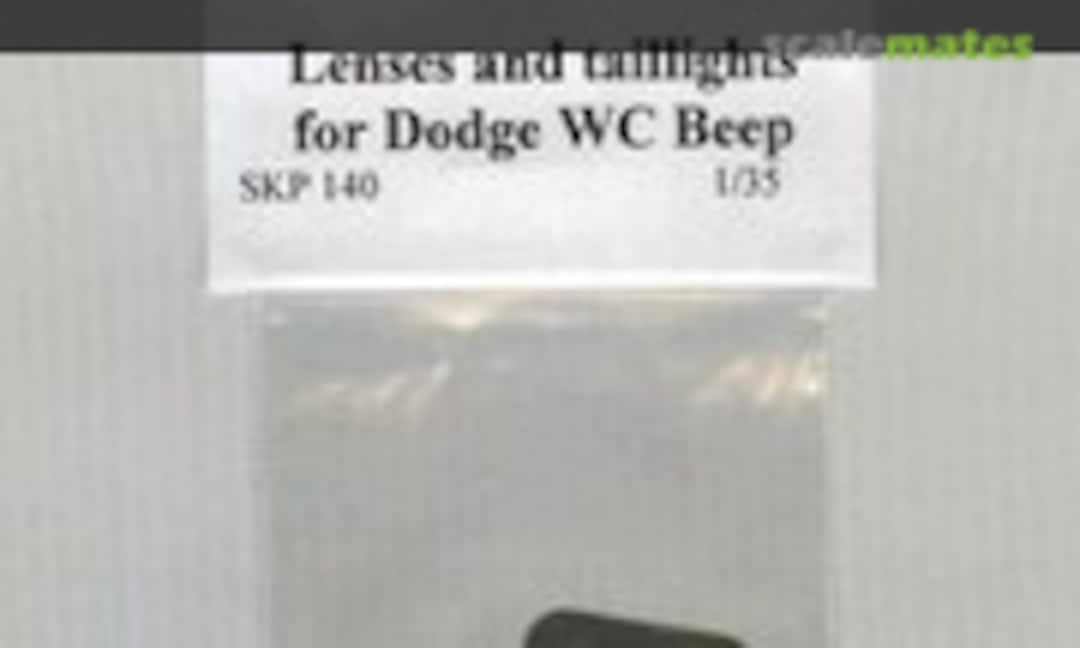 scalemates
Lenses and taillights
for Dodge WC Beep
SKP 140
1/35